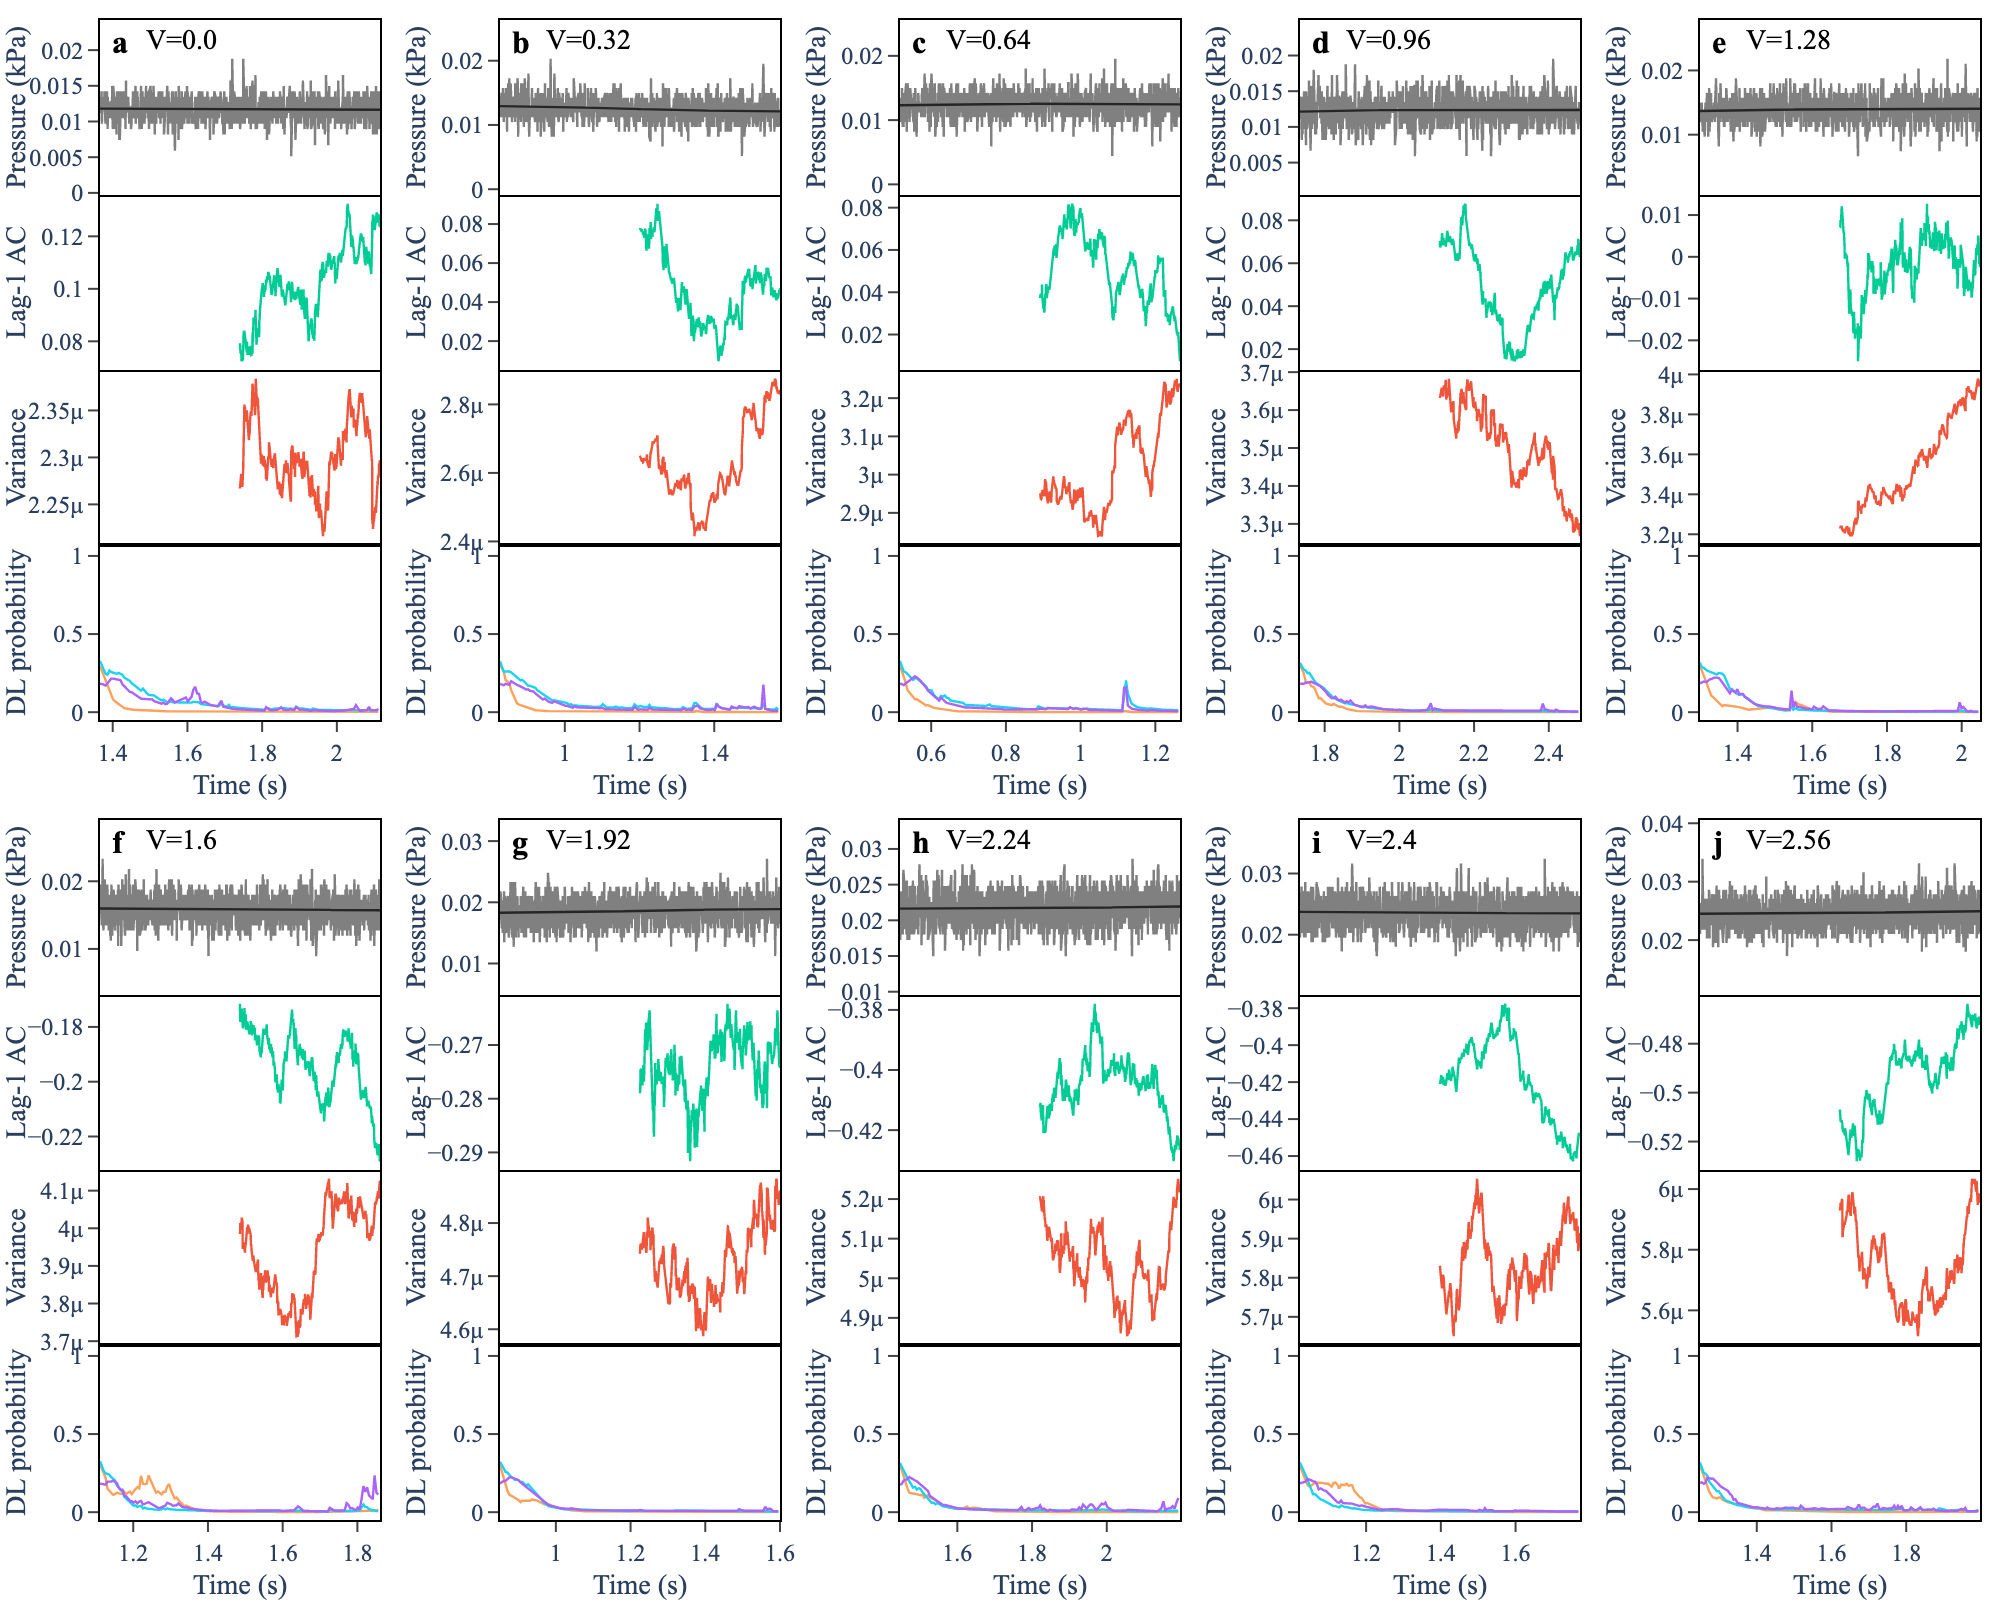 a V=0.0
Pressure (kPa)
0.02
0.015
0.01
0.005
0
Lag-1 AC
0.12
0.1
0.08
Variance
2.35μ
2.3μ
2.25μ
DL probability
1
0.5
0
1.4 1.6 1.8 2
Time (s)
b V=0.32
Pressure (kPa)
0.02
0.01
0
Lag-1 AC
0.08
0.06
0.04
0.02
Variance
2.8μ
2.6μ
2.4μ
DL probability
1
0.5
0
1 1.2 1.4
Time (s)
c V=0.64
Pressure (kPa)
0.02
0.01
0
Lag-1 AC
0.08
0.06
0.04
0.02
Variance
3.2μ
3.1μ
3μ
2.9μ
DL probability
1
0.5
0
0.6 0.8 1 1.2
Time (s)
d V=0.96
Pressure (kPa)
0.02
0.015
0.01
0.005
Lag-1 AC
0.08
0.06
0.04
0.02
Variance
3.7μ
3.6μ
3.5μ
3.4μ
3.3μ
DL probability
1
0.5
0
1.8 2 2.2 2.4
Time (s)
e V=1.28
Pressure (kPa)
0.02
0.01
Lag-1 AC
0.01
0
−0.01
−0.02
Variance
4μ
3.8μ
3.6μ
3.4μ
3.2μ
DL probability
1
0.5
0
1.4 1.6 1.8 2
Time (s)
f V=1.6
Pressure (kPa)
0.02
0.01
Lag-1 AC
−0.18
−0.2
−0.22
Variance
4.1μ
4μ
3.9μ
3.8μ
3.7μ
DL probability
1
0.5
0
1.2 1.4 1.6 1.8
Time (s)
g V=1.92
Pressure (kPa)
0.03
0.02
0.01
Lag-1 AC
−0.27
−0.28
−0.29
Variance
4.8μ
4.7μ
4.6μ
DL probability
1
0.5
0
1 1.2 1.4 1.6
Time (s)
h V=2.24
Pressure (kPa)
0.03
0.025
0.02
0.015
0.01
Lag-1 AC
−0.38
−0.4
−0.42
Variance
5.2μ
5.1μ
5μ
4.9μ
DL probability
1
0.5
0
1.6 1.8 2
Time (s)
i V=2.4
Pressure (kPa)
0.03
0.02
Lag-1 AC
−0.38
−0.4
−0.42
−0.44
−0.46
Variance
6μ
5.9μ
5.8μ
5.7μ
DL probability
1
0.5
0
1.2 1.4 1.6
Time (s)
j V=2.56
Pressure (kPa)
0.04
0.03
0.02
Lag-1 AC
−0.48
−0.5
−0.52
Variance
6μ
5.8μ
5.6μ
DL probability
1
0.5
0
1.4 1.6 1.8
Time (s)